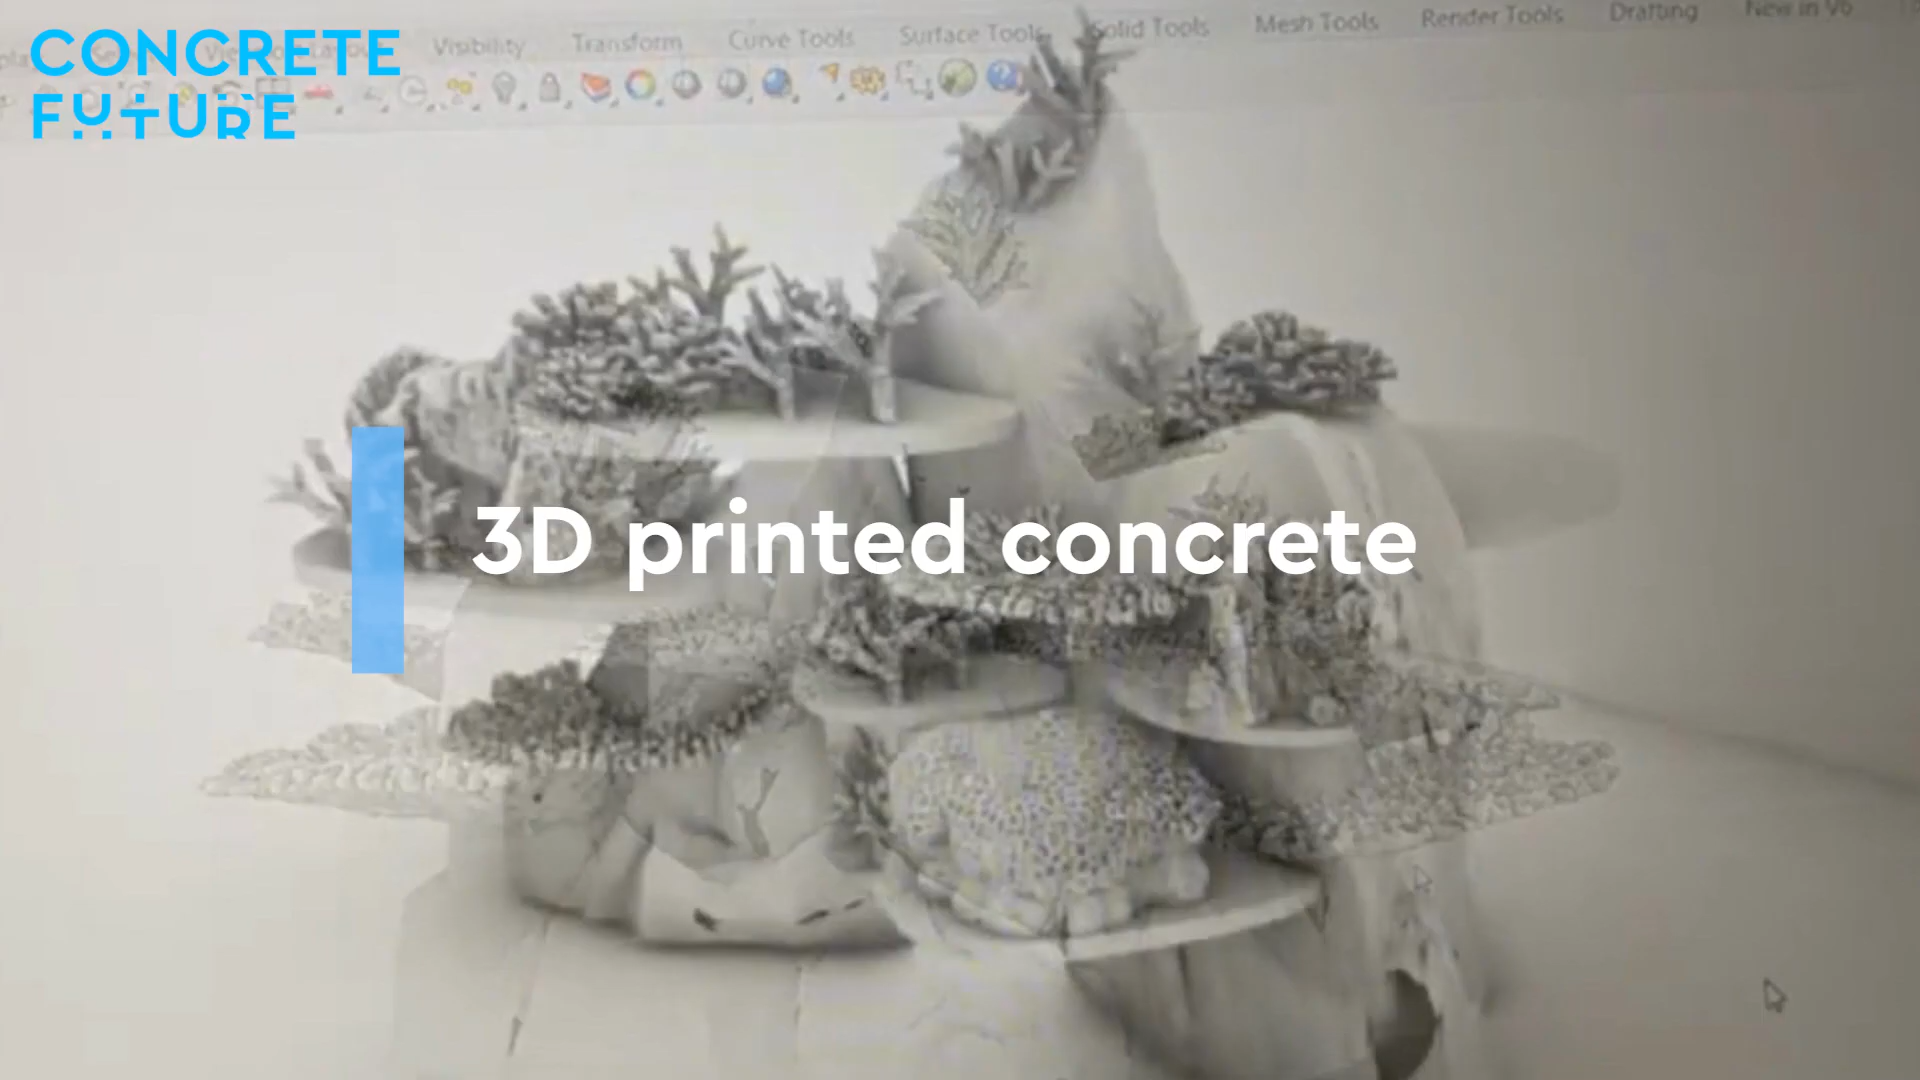 CONCRETE
FUTURE
Visibility Transform Curve Tools Surface Tools Solid Tools Mesh Tools Render Tools Drafting New in V6
3D printed concrete